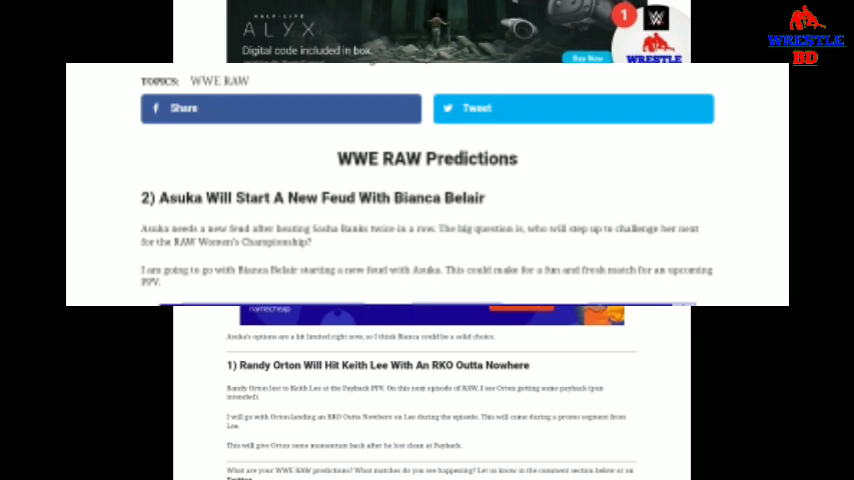 HALF-LIFE
ALYX
Digital code included in box.
Buy Now
1
W
WRESTLE
WRESTLE
BD
TOPICS: WWE RAW
Share
Tweet
WWE RAW Predictions
2) Asuka Will Start A New Feud With Bianca Belair
Asuka needs a new feud after beating Sasha Banks twice in a row. The big question is, who will step up to challenge her next
for the RAW Women's Championship?
I am going to go with Bianca Belair starting a new feud with Asuka. This could make for a fun and fresh match for an upcoming
PPV.
namecheap
Asuka's options are a bit limited right now, so I think Bianca could be a solid choice.
1) Randy Orton Will Hit Keith Lee With An RKO Outta Nowhere
Randy Orton lost to Keith Lee at the Payback PPV. On this next episode of RAW, I see Orton getting some payback (pun
intended).
I will go with Orton landing an RKO Outta Nowhere on Lee during the episode. This will come during a promo segment from
Lee.
This will give Orton some momentum back after he lost clean at Payback.
What are your WWE RAW predictions? What matches do you see happening? Let us know in the comment section below or on
Twitter